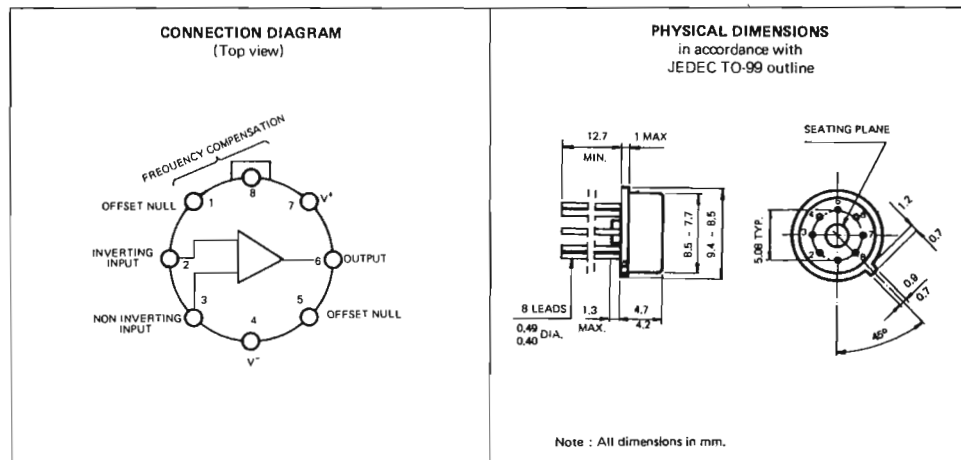 CONNECTION DIAGRAM
(Top view)
FREQUENCY COMPENSATION
8
OFFSET NULL
1
7
V+
INVERTING
INPUT
2
6
OUTPUT
3
5
NON INVERTING
INPUT
4
OFFSET NULL
V-
PHYSICAL DIMENSIONS
in accordance with
JEDEC TO-99 outline
12.7
MIN.
1 MAX
SEATING PLANE
8.5 - 7.7
9.4 - 8.5
8 LEADS
0.49
0.40
DIA.
1.3
MAX.
4.7
4.2
5.08 TYP.
4
3
2
7
1.2
0.7
0.9
0.7
45°
Note : All dimensions in mm.